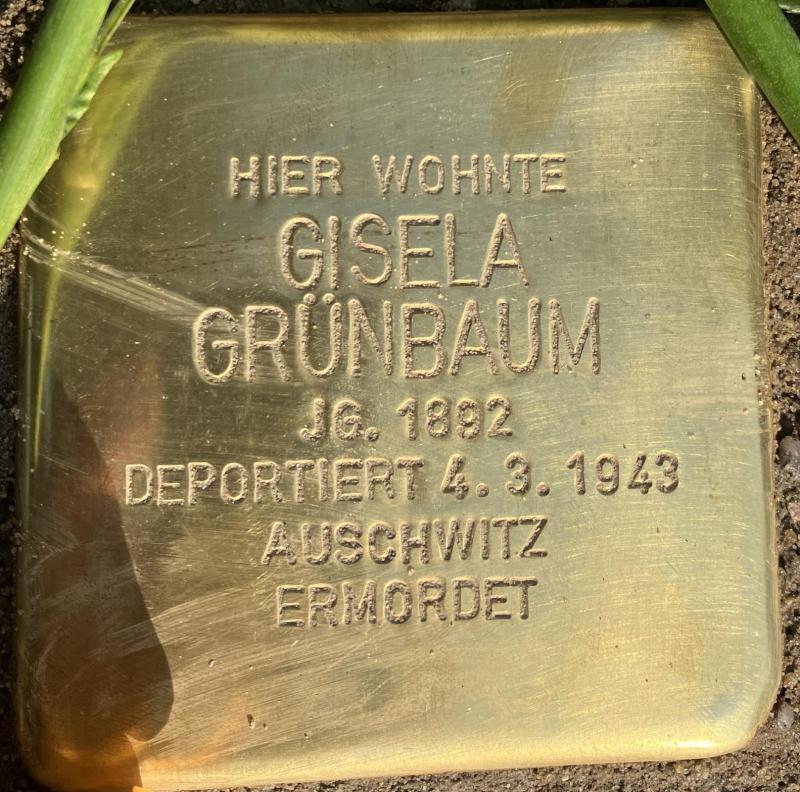 HIER WOHNTE
GISELA
GRÜNBAUM
JG. 1892
DEPORTIERT 4.3.1943
AUSCHWITZ
ERMORDET